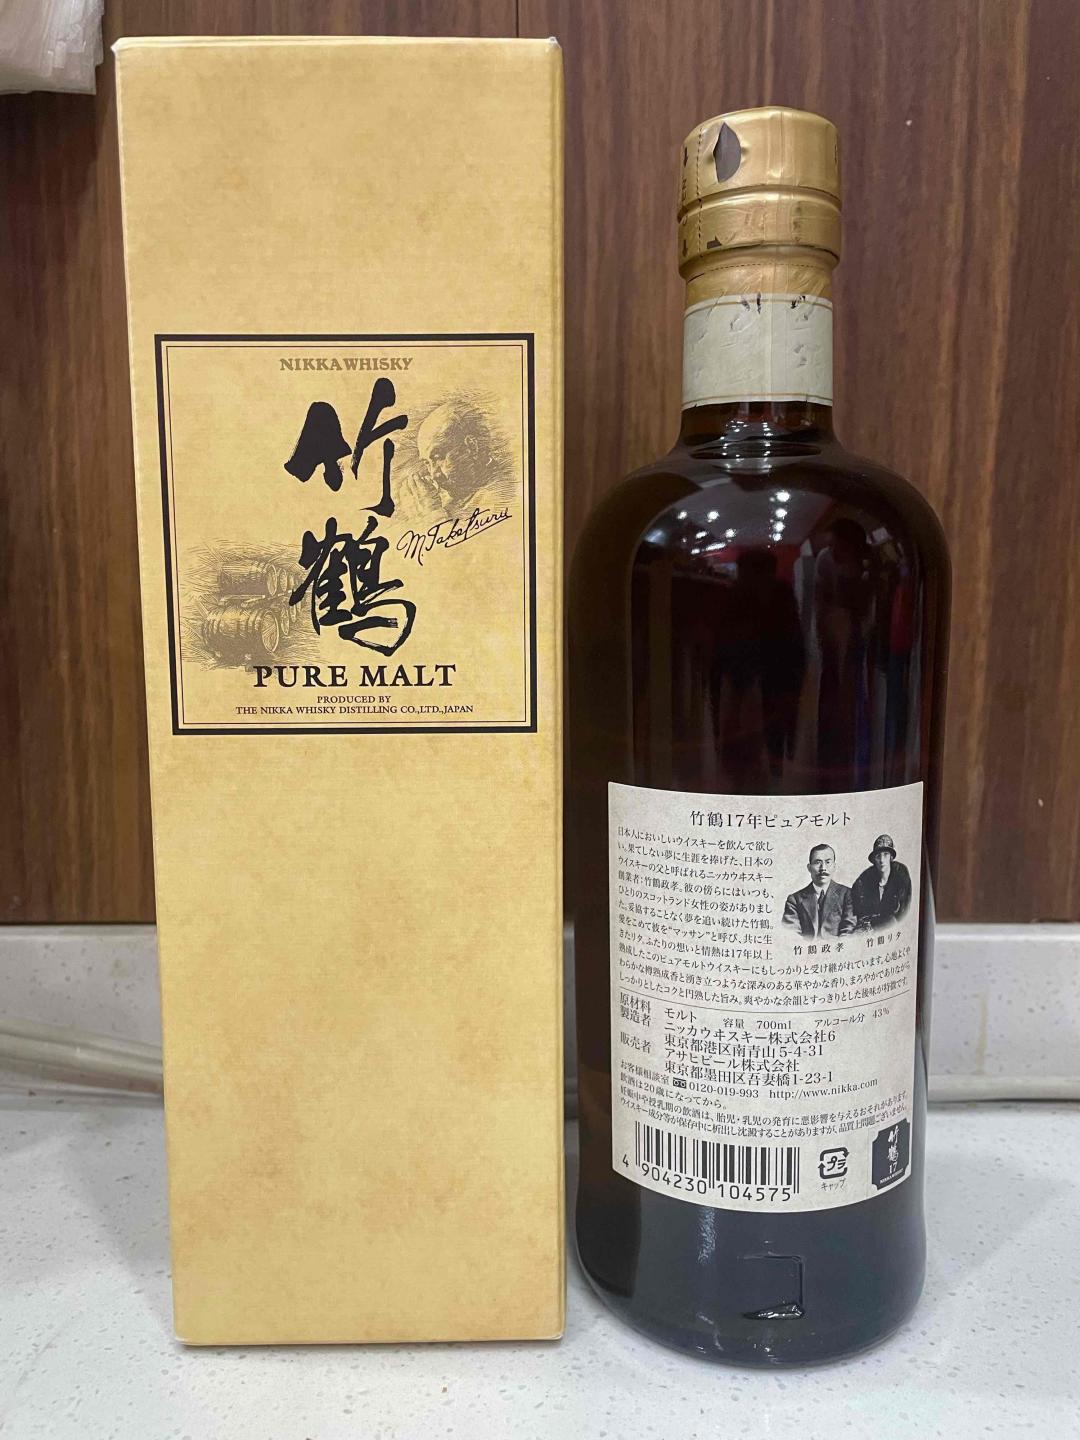 NIKKA WHISKY
竹
鶴
M.Taketsuru
PURE MALT
PRODUCED BY
THE NIKKA WHISKY DISTILLING CO.,LTD.,JAPAN
竹鶴17年ピュアモルト
日本人においしいウイスキーを飲んで欲し
い。果てしない夢に生涯を捧げた、日本の
ウイスキーの父と呼ばれるニッカウヰスキー
創業者:竹鶴政孝。彼の傍らにはいつも、
ひとりのスコットランド女性の姿がありまし
た。妥協することなく夢を追い続けた竹鶴。
愛をこめて彼を“マッサン”と呼び、共に生
きたリタ。ふたりの想いと情熱は17年以上
熟成したこのピュアモルトウイスキーにもしっかりと受け継がれています。心地よくや
わらかな樽熟成香と湧き立つような深みのある華やかな香り、まろやかでありながら、
しっかりとしたコクと円熟した旨み。爽やかな余韻とすっきりとした後味が特徴です。
竹鶴政孝
竹鶴リタ
原材料 モルト 容量 700ml アルコール分 43%
製造者 ニッカウヰスキー株式会社6
東京都港区南青山5-4-31
販売者 アサヒビール株式会社
東京都墨田区吾妻橋1-23-1
お客様相談室 0120-019-993 http://www.nikka.com
飲酒は20歳になってから。
妊娠中や授乳期の飲酒は、胎児・乳児の発育に悪影響を与えるおそれがあります。
ウイスキー成分等が保存中に析出し沈澱することがありますが、品質上問題ございません。
4 904230 104575
プラ
キャップ
竹
鶴
17
NIKKA WHISKY